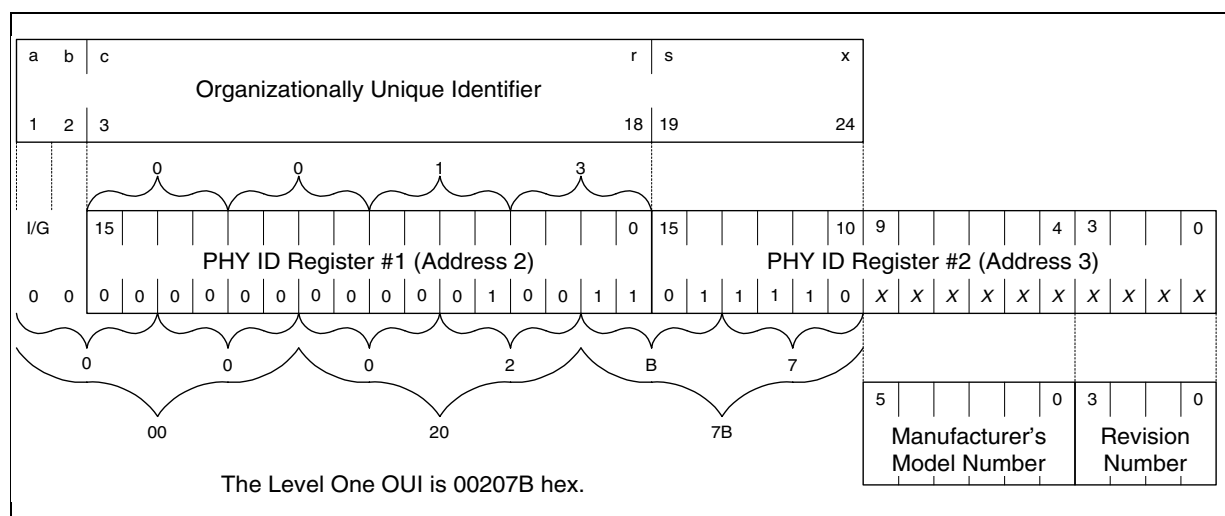 a b c r s x
Organizationally Unique Identifier
1 2 3 18 19 24
0 0 1 3
I/G 15 0 15 10 9 4 3 0
PHY ID Register #1 (Address 2) PHY ID Register #2 (Address 3)
0 0 0 0 0 0 0 0 0 0 0 0 0 1 0 0 1 1 0 1 1 1 1 0 X X X X X X X X X X
0 0 0 2 B 7
00 20 7B
5 0 3 0
Manufacturer's Revision
Model Number Number
The Level One OUI is 00207B hex.